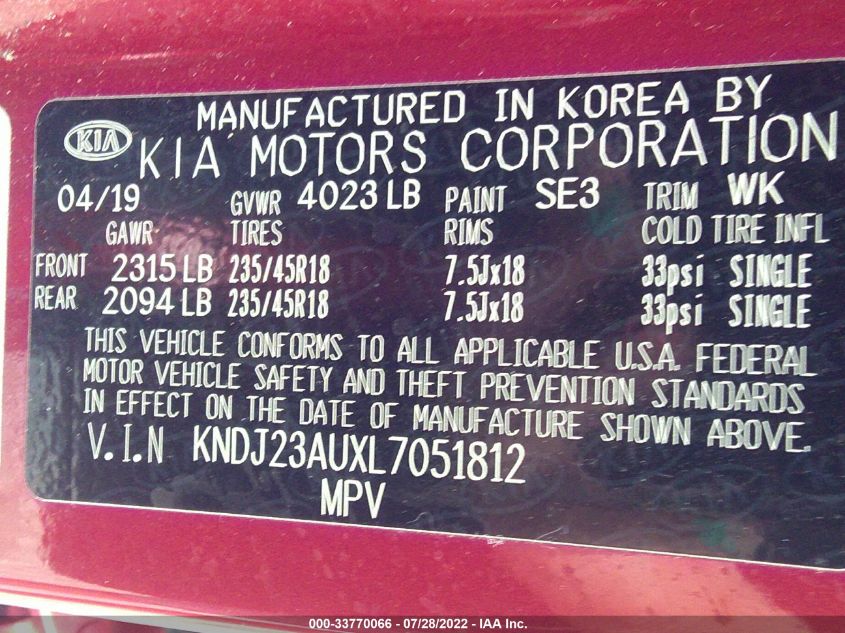 MANUFACTURED IN KOREA BY
KIA KIA MOTORS CORPORATION
04/19 GVWR 4023 LB PAINT SE3 TRIM WK
GAWR TIRES RIMS COLD TIRE INFL
FRONT 2315 LB 235/45R18 7.5Jx18 33psi SINGLE
REAR 2094 LB 235/45R18 7.5Jx18 33psi SINGLE
THIS VEHICLE CONFORMS TO ALL APPLICABLE U.S.A. FEDERAL
MOTOR VEHICLE SAFETY AND THEFT PREVENTION STANDARDS
IN EFFECT ON THE DATE OF MANUFACTURE SHOWN ABOVE.
V.I.N KNDJ23AUXL7051812
MPV
000-33770066 - 07/28/2022 - IAA Inc.